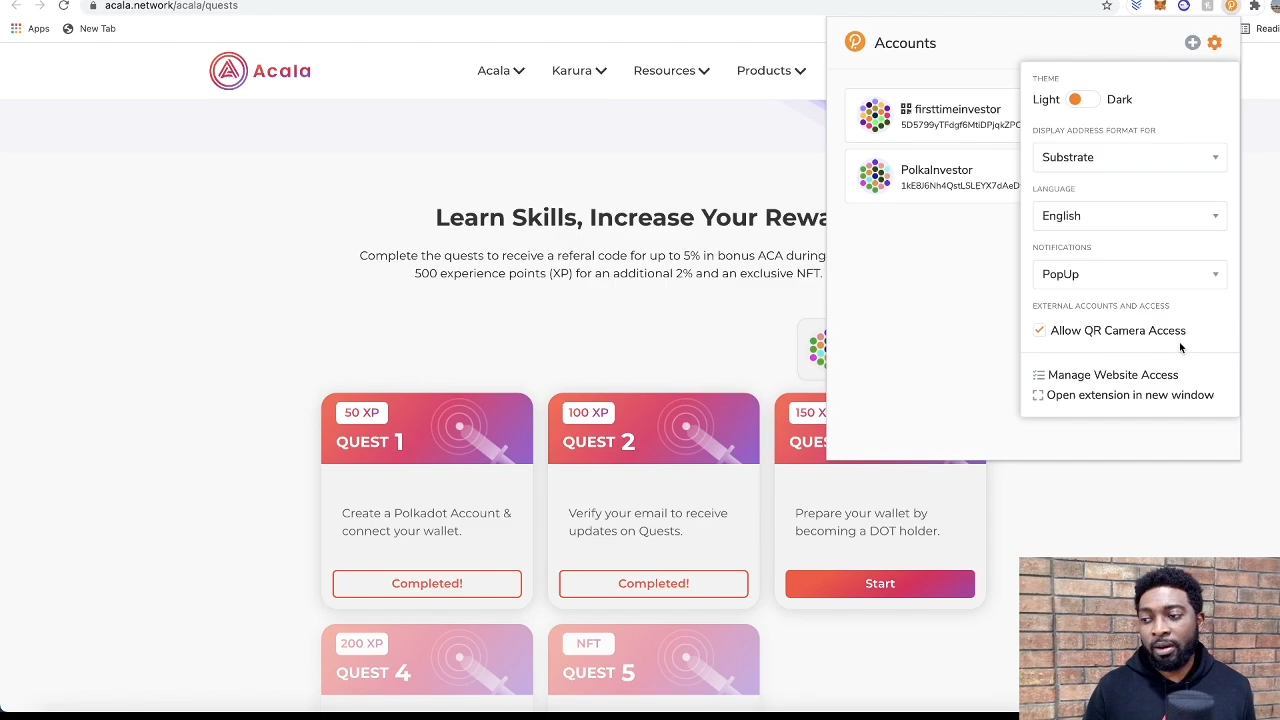 acala.network/acala/quests
Apps
New Tab
Readi
Acala
Acala
Karura
Resources
Products
Learn Skills, Increase Your Rewa
Complete the quests to receive a referal code for up to 5% in bonus ACA during
500 experience points (XP) for an additional 2% and an exclusive NFT.
50 XP
QUEST 1
Create a Polkadot Account &
connect your wallet.
Completed!
100 XP
QUEST 2
Verify your email to receive
updates on Quests.
Completed!
150 X
QUES
Prepare your wallet by
becoming a DOT holder.
Start
200 XP
QUEST 4
NFT
QUEST 5
Accounts
firsttimeinvestor
5D5799yTFdgf6MtiDPjqkZPC
PolkaInvestor
1kE8J6Nh4QstLSLEYX7dAeD
THEME
Light
Dark
DISPLAY ADDRESS FORMAT FOR
Substrate
LANGUAGE
English
NOTIFICATIONS
PopUp
EXTERNAL ACCOUNTS AND ACCESS
Allow QR Camera Access
Manage Website Access
Open extension in new window